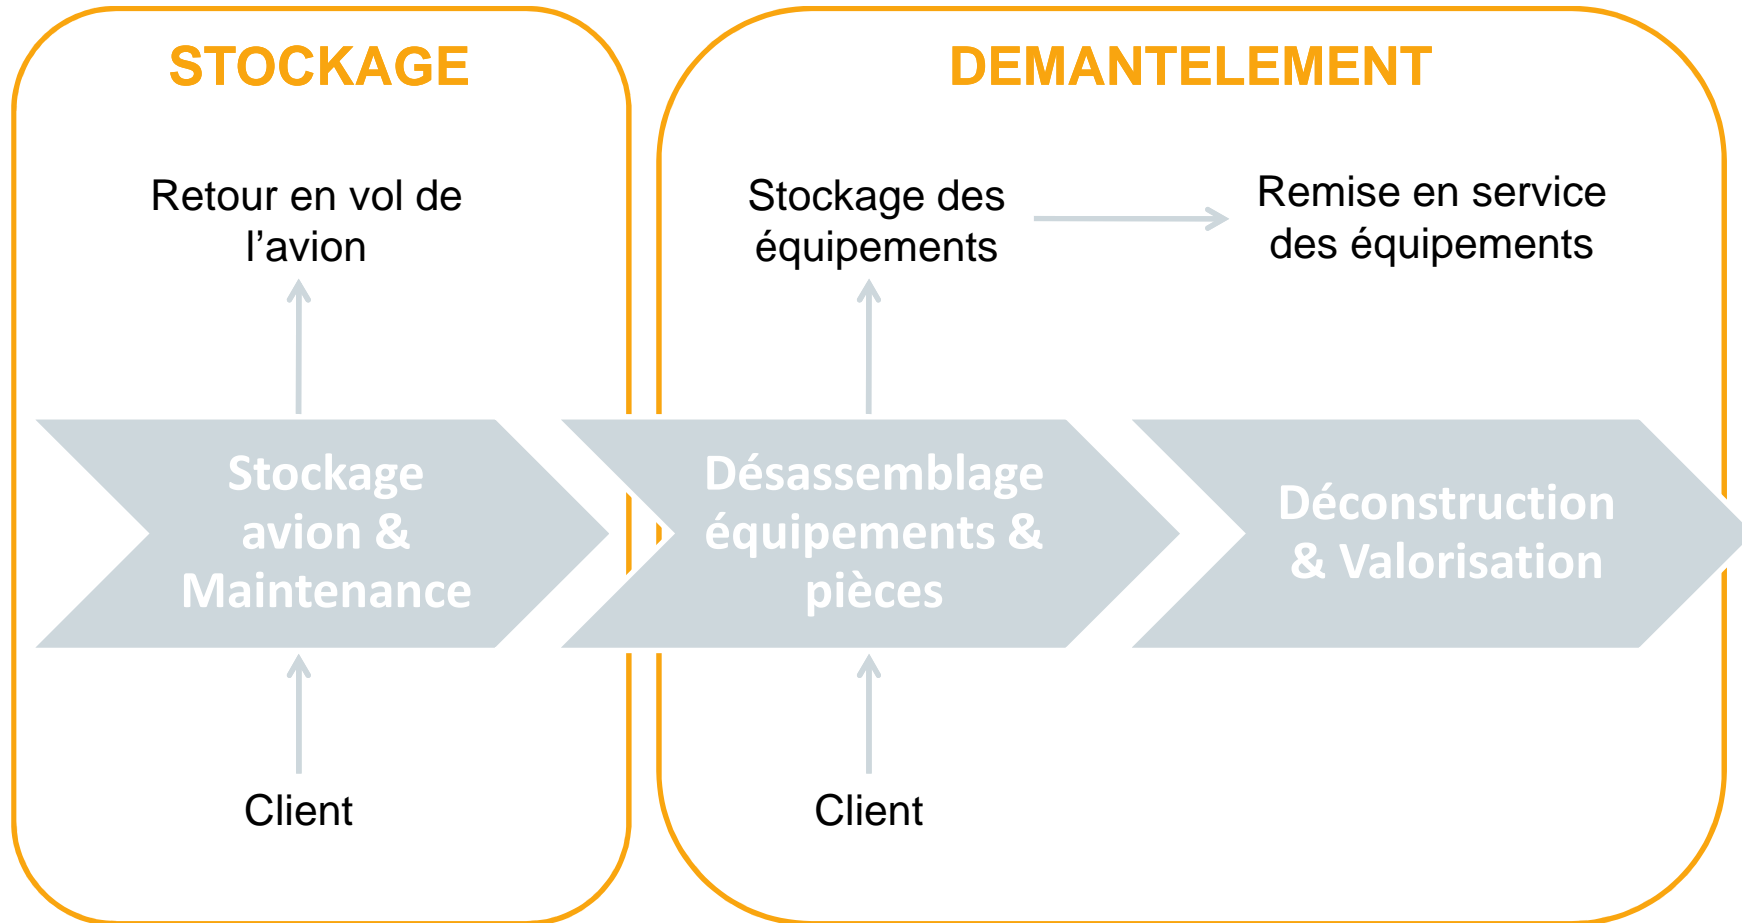 STOCKAGE
Retour en vol de
l’avion
Stockage
avion &
Maintenance
Client
DEMANTELEMENT
Stockage des
équipements
Remise en service
des équipements
Désassemblage
équipements &
pièces
Déconstruction
& Valorisation
Client